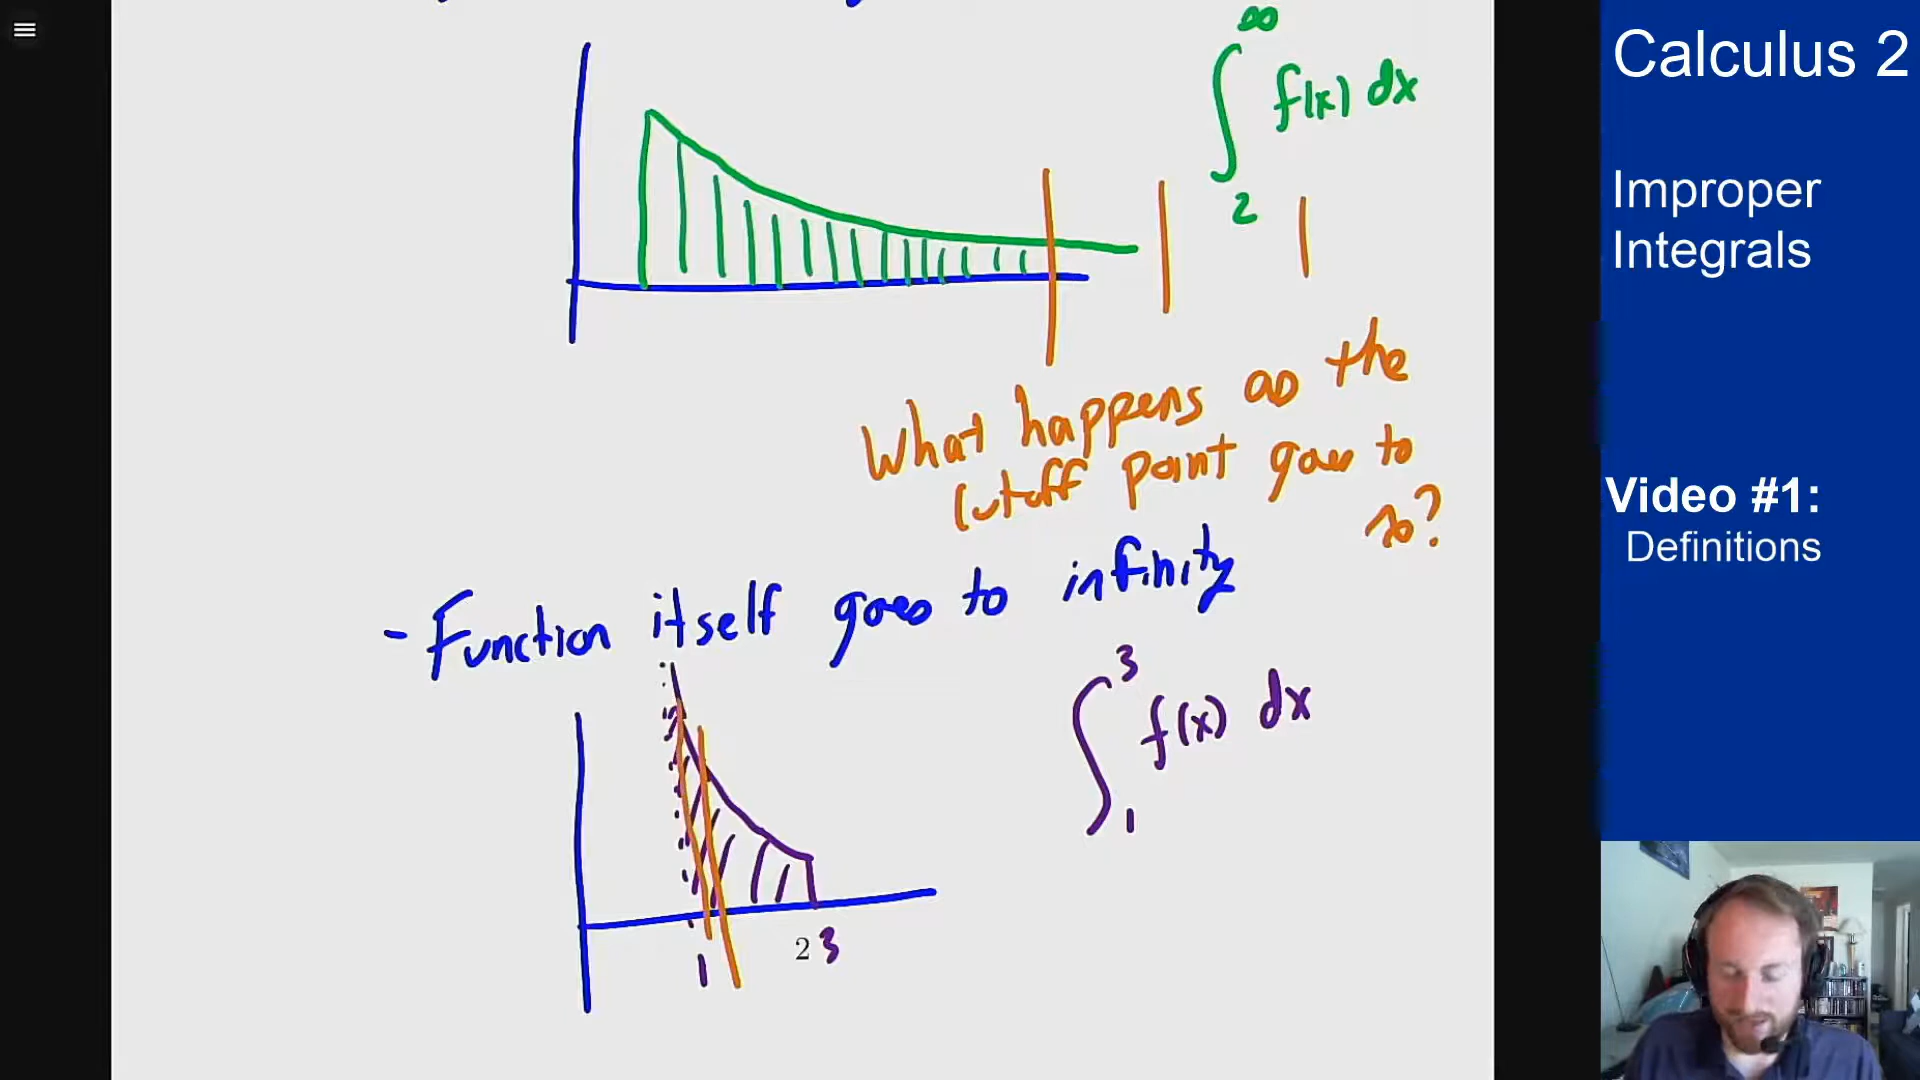 ∞
∫ f(x) dx
2
What happens as the
cutoff point goes to
∞?
- Function itself goes to infinity
3
∫ f(x) dx
1
1 2 3
Calculus 2
Improper
Integrals
Video #1:
Definitions